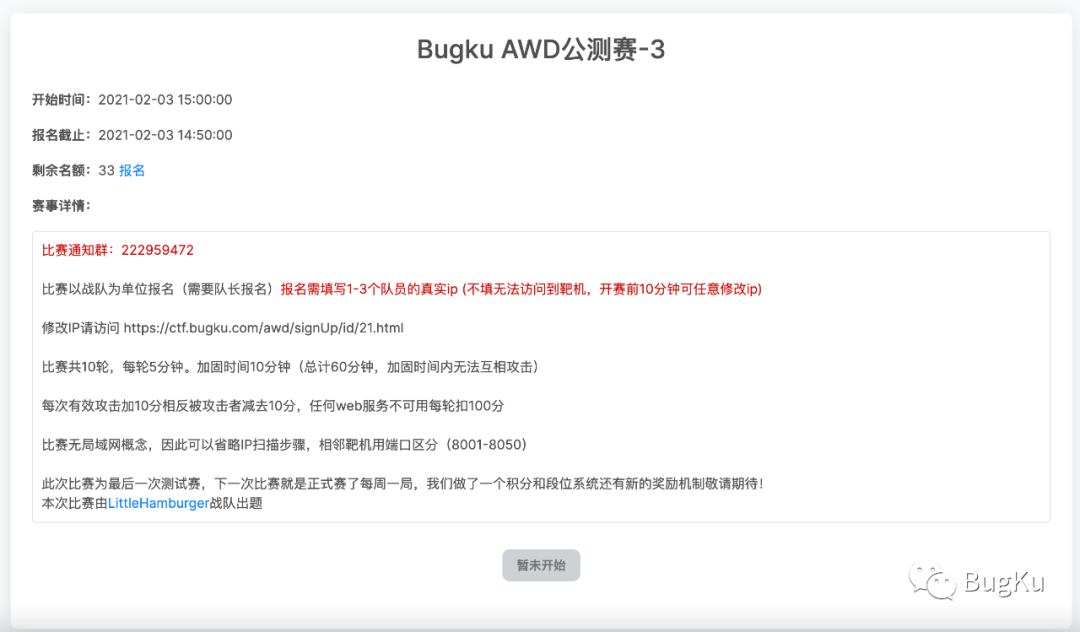 Bugku AWD公测赛-3
开始时间：2021-02-03 15:00:00
报名截止：2021-02-03 14:50:00
剩余名额：33 报名
赛事详情：
比赛通知群：222959472
比赛以战队为单位报名（需要队长报名）报名需填写1-3个队员的真实ip (不填无法访问到靶机，开赛前10分钟可任意修改ip)
修改IP请访问 https://ctf.bugku.com/awd/signUp/id/21.html
比赛共10轮，每轮5分钟。加固时间10分钟（总计60分钟，加固时间内无法互相攻击）
每次有效攻击加10分相反被攻击者减去10分，任何web服务不可用每轮扣100分
比赛无局域网概念，因此可以省略IP扫描步骤，相邻靶机用端口区分（8001-8050）
此次比赛为最后一次测试赛，下一次比赛就是正式赛了每周一局，我们做了一个积分和段位系统还有新的奖励机制敬请期待！
本次比赛由LittleHamburger战队出题
暂未开始
BugKu